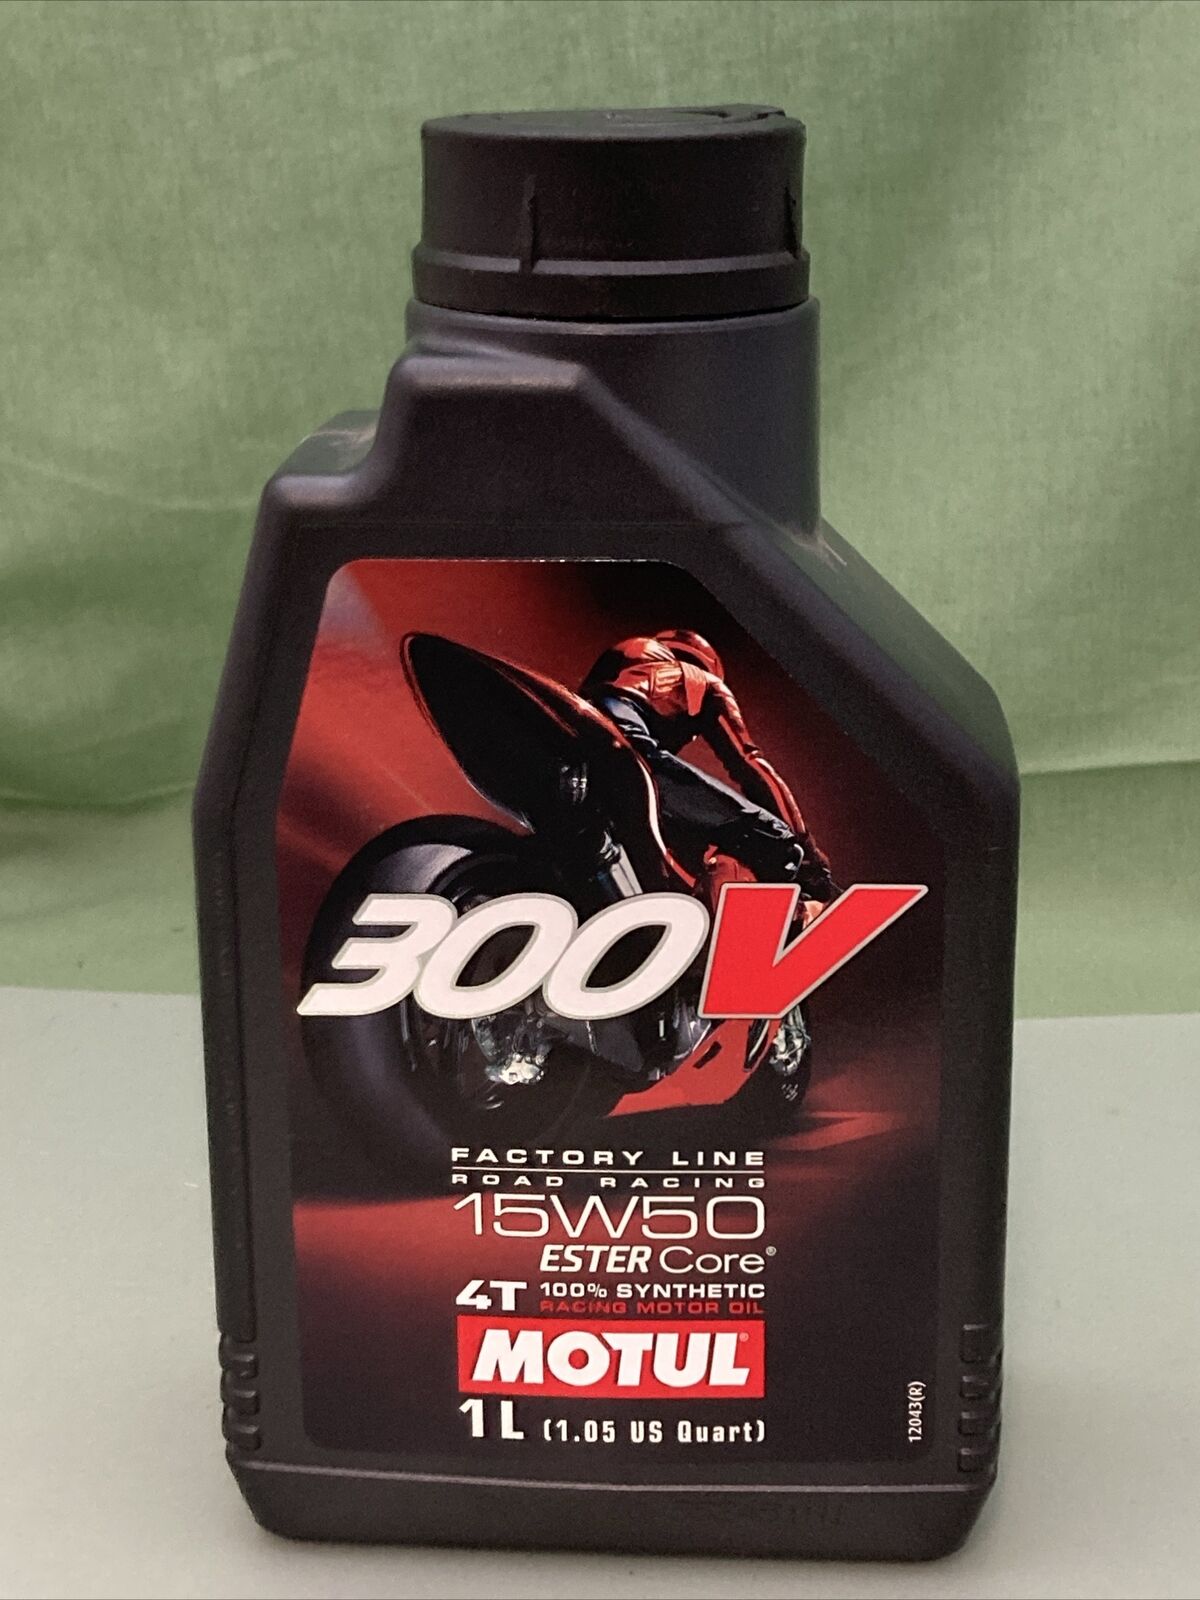 300V
FACTORY LINE
ROAD RACING
15W50
ESTER Core®
4T 100% SYNTHETIC
RACING MOTOR OIL
MOTUL®
1 L (1.05 US Quart)
12043(R)